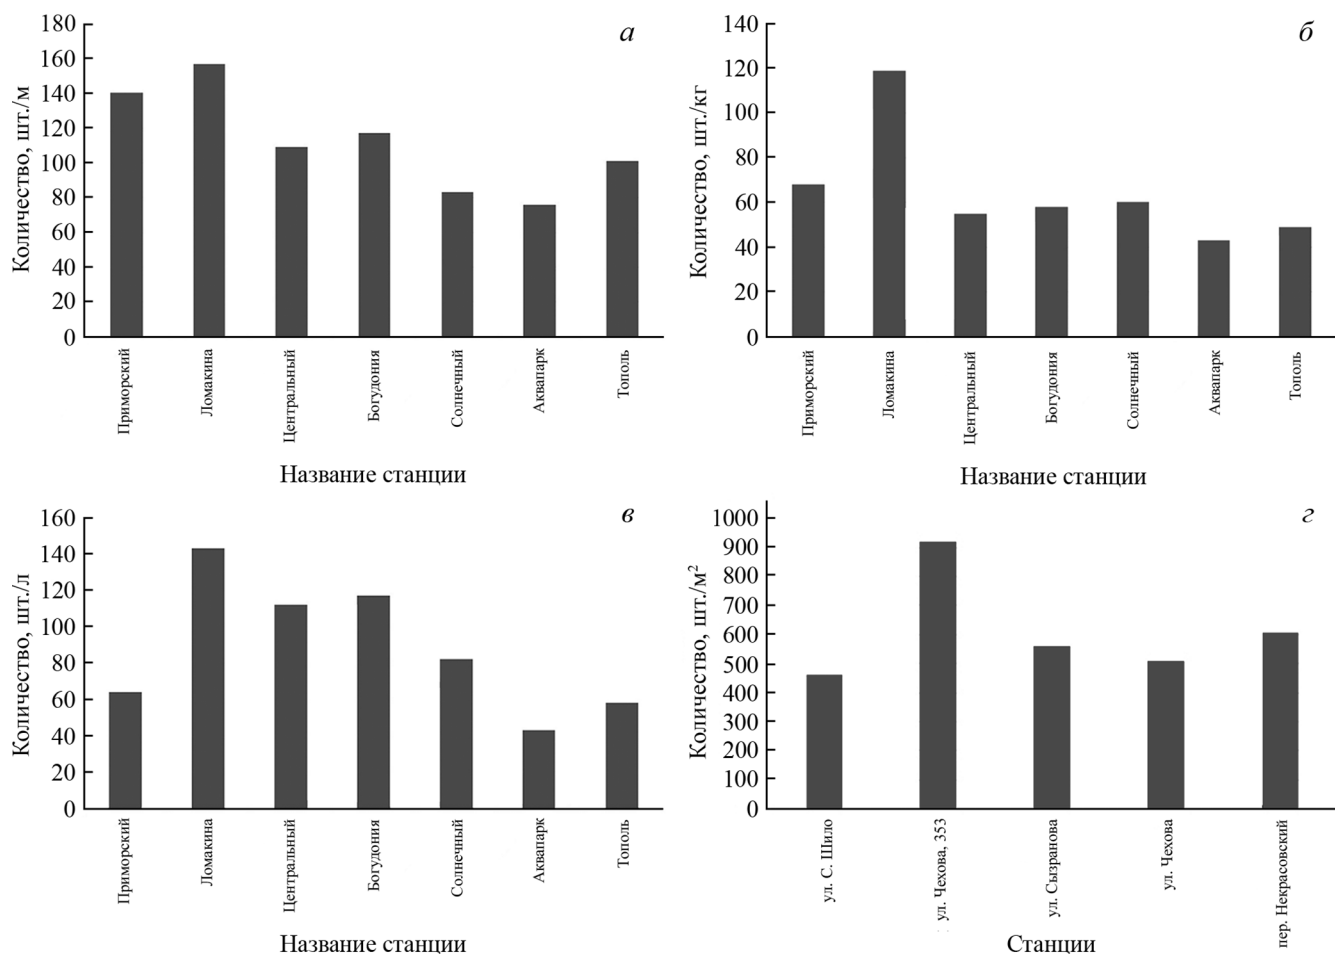 а
Количество, шт./м
180
160
140
120
100
80
60
40
20
0
Приморский
Ломакина
Центральный
Богудония
Солнечный
Аквапарк
Тополь
Название станции
б
Количество, шт./кг
140
120
100
80
60
40
20
0
Приморский
Ломакина
Центральный
Богудония
Солнечный
Аквапарк
Тополь
Название станции
в
Количество, шт./л
160
140
120
100
80
60
40
20
0
Приморский
Ломакина
Центральный
Богудония
Солнечный
Аквапарк
Тополь
Название станции
г
Количество, шт./м²
1000
900
800
700
600
500
400
300
200
100
0
ул. С. Шило
ул. Чехова, 353
ул. Сызранова
ул. Чехова
пер. Некрасовский
Станции